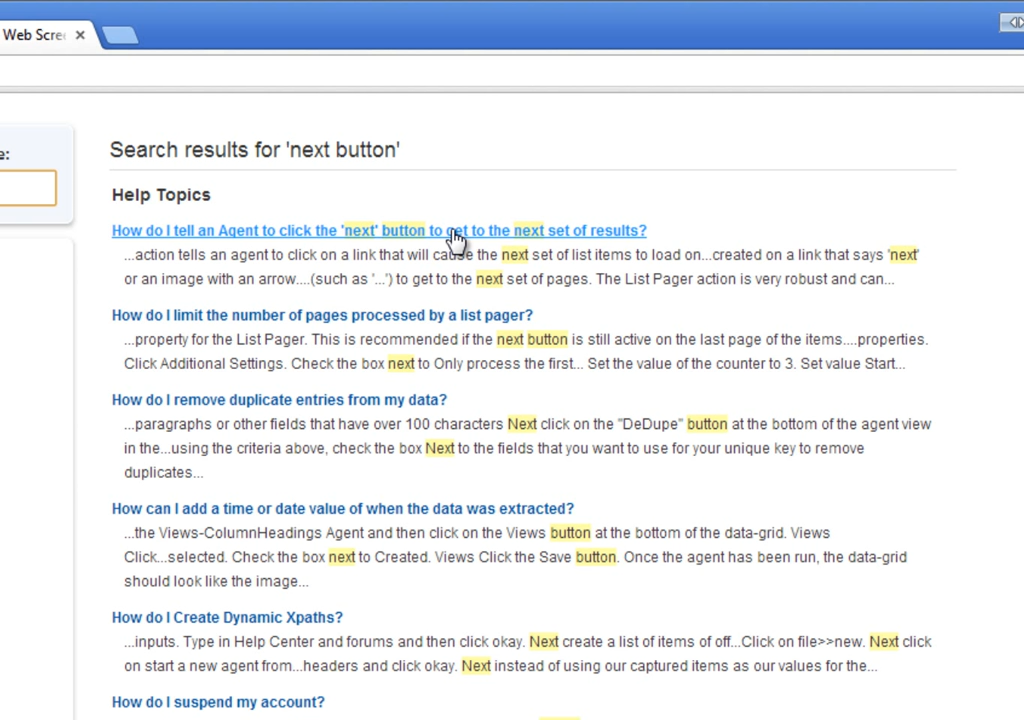 Web Scre
e:
Search results for 'next button'
Help Topics
How do I tell an Agent to click the 'next' button to get to the next set of results?
...action tells an agent to click on a link that will cause the next set of list items to load on...created on a link that says 'next'
or an image with an arrow....(such as '...') to get to the next set of pages. The List Pager action is very robust and can...
How do I limit the number of pages processed by a list pager?
...property for the List Pager. This is recommended if the next button is still active on the last page of the items....properties.
Click Additional Settings. Check the box next to Only process the first... Set the value of the counter to 3. Set value Start...
How do I remove duplicate entries from my data?
...paragraphs or other fields that have over 100 characters Next click on the "DeDupe" button at the bottom of the agent view
in the...using the criteria above, check the box Next to the fields that you want to use for your unique key to remove
duplicates...
How can I add a time or date value of when the data was extracted?
...the Views-ColumnHeadings Agent and then click on the Views button at the bottom of the data-grid. Views
Click...selected. Check the box next to Created. Views Click the Save button. Once the agent has been run, the data-grid
should look like the image...
How do I Create Dynamic Xpaths?
...inputs. Type in Help Center and forums and then click okay. Next create a list of items of off...Click on file>>new. Next click
on start a new agent from...headers and click okay. Next instead of using our captured items as our values for the...
How do I suspend my account?